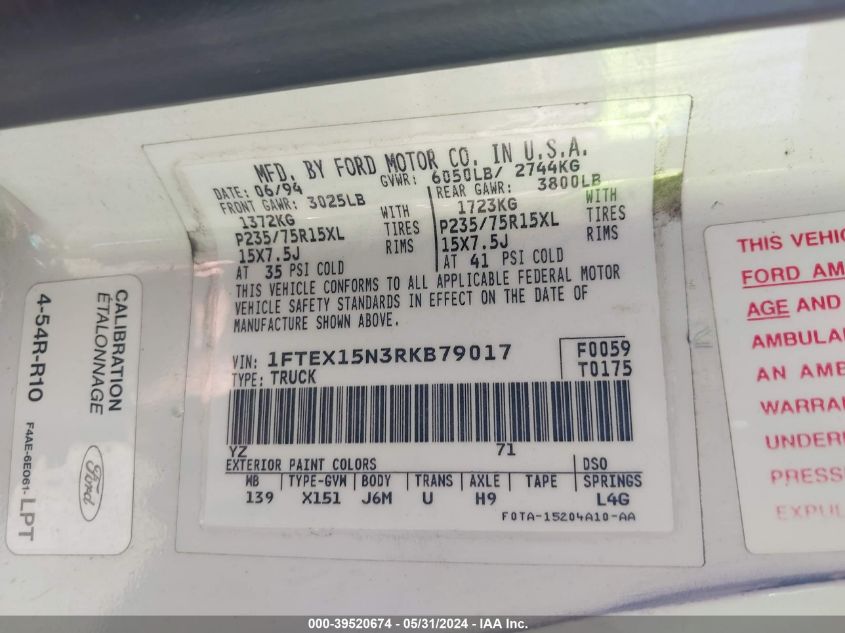 MFD. BY FORD MOTOR CO. IN U.S.A.
DATE: 06/94 GVWR: 6050LB/ 2744KG
FRONT GAWR: 3025LB REAR GAWR: 3800LB
1372KG WITH 1723KG WITH
P235/75R15XL TIRES P235/75R15XL TIRES
15X7.5J RIMS 15X7.5J RIMS
AT 35 PSI COLD AT 41 PSI COLD
THIS VEHICLE CONFORMS TO ALL APPLICABLE FEDERAL MOTOR
VEHICLE SAFETY STANDARDS IN EFFECT ON THE DATE OF
MANUFACTURE SHOWN ABOVE.
VIN: 1FTEX15N3RKB79017 F0059
TYPE: TRUCK T0175
YZ 71
EXTERIOR PAINT COLORS DSO
WB TYPE-GVW BODY TRANS AXLE TAPE SPRINGS
139 X151 J6M U H9 L4G
F0TA-15204A10-AA
CALIBRATION
ÉTALONNAGE
4-54R-R10
F4AE-6E061-LPT
Ford
THIS VEHIC
FORD AM
AGE AND
AMBULA
AN AMB
WARRA
UNDER
PRESS
EXPUL
000-39520674 - 05/31/2024 - IAA Inc.